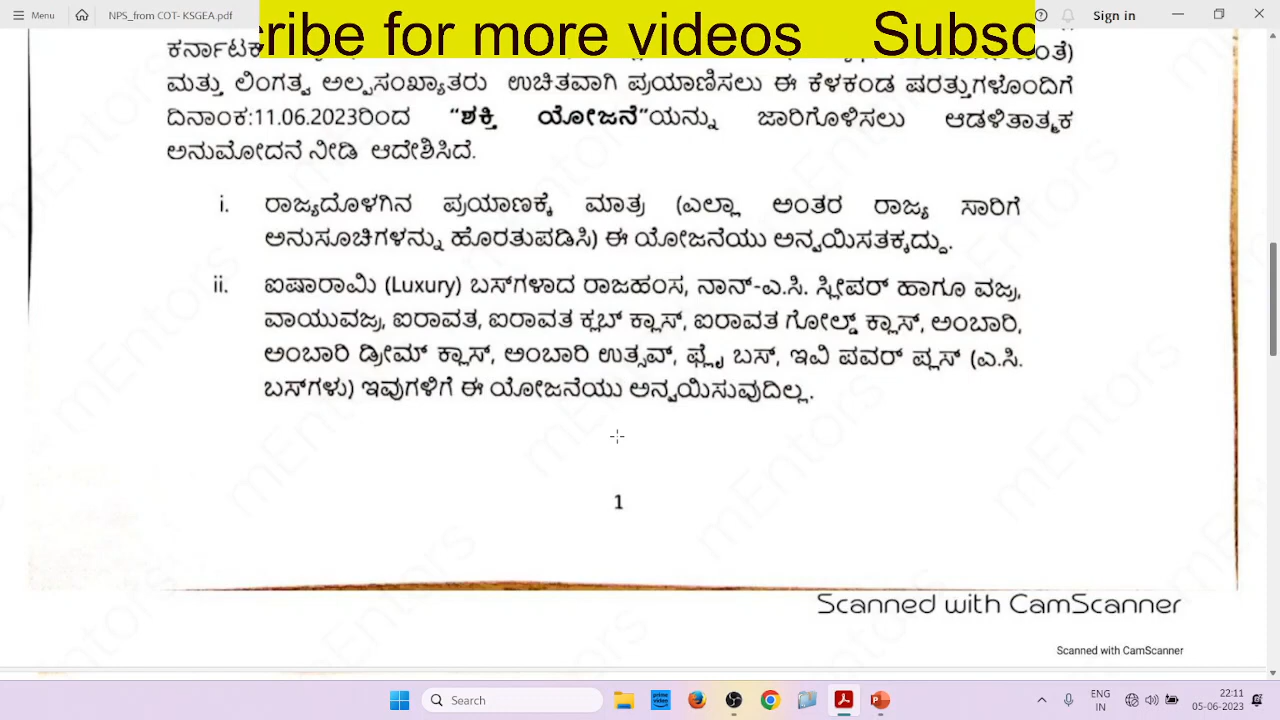 Menu
NPS_from COT- KSGEA.pdf
ribe for more videos Subsc
Sign in
ಕರ್ನಾಟಕ
ಮತ್ತು ಲಿಂಗತ್ವ ಅಲ್ಪಸಂಖ್ಯಾತರು ಉಚಿತವಾಗಿ ಪ್ರಯಾಣಿಸಲು ಈ ಕೆಳಕಂಡ ಷರತ್ತುಗಳೊಂದಿಗೆ
ದಿನಾಂಕ:11.06.2023ರಿಂದ "ಶಕ್ತಿ ಯೋಜನೆ"ಯನ್ನು ಜಾರಿಗೊಳಿಸಲು ಆಡಳಿತಾತ್ಮಕ
ಅನುಮೋದನೆ ನೀಡಿ ಆದೇಶಿಸಿದೆ.
i. ರಾಜ್ಯದೊಳಗಿನ ಪ್ರಯಾಣಕ್ಕೆ ಮಾತ್ರ (ಎಲ್ಲಾ ಅಂತರ ರಾಜ್ಯ ಸಾರಿಗೆ
ಅನುಸೂಚಿಗಳನ್ನು ಹೊರತುಪಡಿಸಿ) ಈ ಯೋಜನೆಯು ಅನ್ವಯಿಸತಕ್ಕದ್ದು.
ii. ಐಷಾರಾಮಿ (Luxury) ಬಸ್‌ಗಳಾದ ರಾಜಹಂಸ, ನಾನ್-ಎ.ಸಿ. ಸ್ಲೀಪರ್ ಹಾಗೂ ವಜ್ರ,
ವಾಯುವಜ್ರ, ಐರಾವತ, ಐರಾವತ ಕ್ಲಬ್ ಕ್ಲಾಸ್, ಐರಾವತ ಗೋಲ್ಡ್ ಕ್ಲಾಸ್, ಅಂಬಾರಿ,
ಅಂಬಾರಿ ಡ್ರೀಮ್ ಕ್ಲಾಸ್, ಅಂಬಾರಿ ಉತ್ಸವ್, ಫ್ಲೈ ಬಸ್, ಇವಿ ಪವರ್ ಪ್ಲಸ್ (ಎ.ಸಿ.
ಬಸ್‌ಗಳು) ಇವುಗಳಿಗೆ ಈ ಯೋಜನೆಯು ಅನ್ವಯಿಸುವುದಿಲ್ಲ.
1
mEntors
Scanned with CamScanner
Scanned with CamScanner
Search
ENG
IN
22:11
05-06-2023